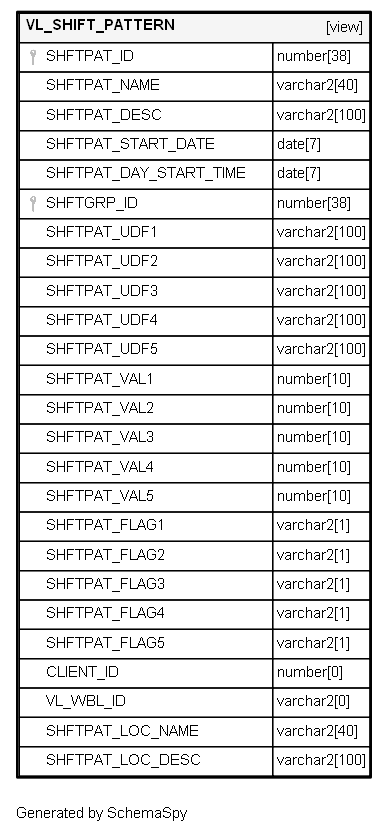 VL_SHIFT_PATTERN [view]
SHFTPAT_ID number[38]
SHFTPAT_NAME varchar2[40]
SHFTPAT_DESC varchar2[100]
SHFTPAT_START_DATE date[7]
SHFTPAT_DAY_START_TIME date[7]
SHFTGRP_ID number[38]
SHFTPAT_UDF1 varchar2[100]
SHFTPAT_UDF2 varchar2[100]
SHFTPAT_UDF3 varchar2[100]
SHFTPAT_UDF4 varchar2[100]
SHFTPAT_UDF5 varchar2[100]
SHFTPAT_VAL1 number[10]
SHFTPAT_VAL2 number[10]
SHFTPAT_VAL3 number[10]
SHFTPAT_VAL4 number[10]
SHFTPAT_VAL5 number[10]
SHFTPAT_FLAG1 varchar2[1]
SHFTPAT_FLAG2 varchar2[1]
SHFTPAT_FLAG3 varchar2[1]
SHFTPAT_FLAG4 varchar2[1]
SHFTPAT_FLAG5 varchar2[1]
CLIENT_ID number[0]
VL_WBL_ID varchar2[0]
SHFTPAT_LOC_NAME varchar2[40]
SHFTPAT_LOC_DESC varchar2[100]
Generated by SchemaSpy